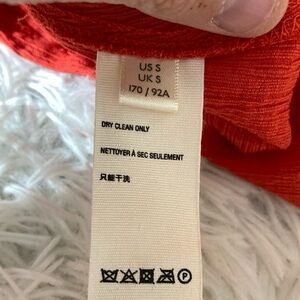 US S
UK S
170 / 92A
DRY CLEAN ONLY
NETTOYER À SEC SEULEMENT
只能干洗
P